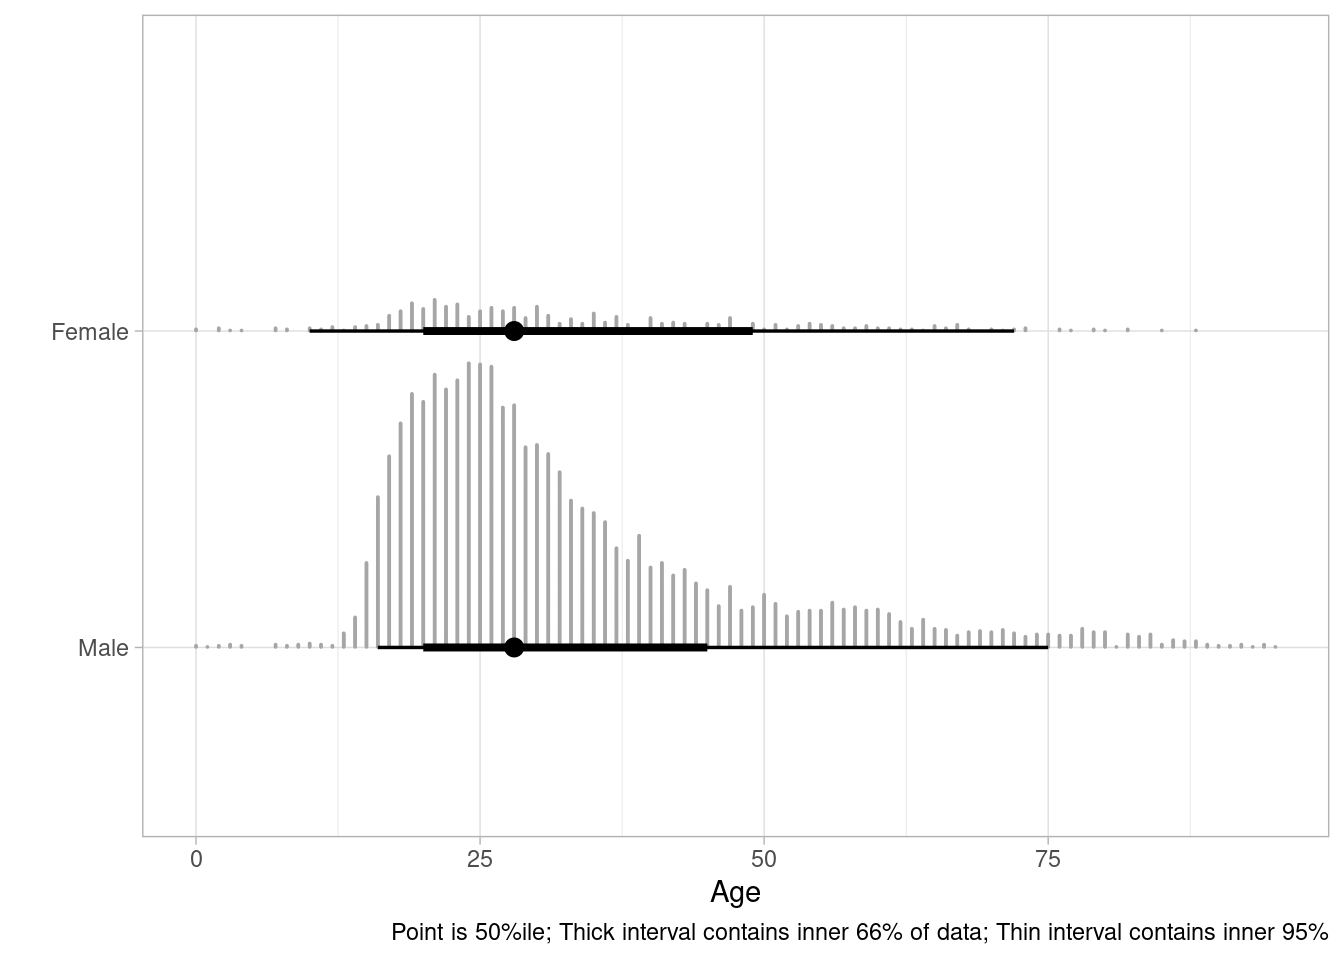 Female
Male
0 25 50 75
Age
Point is 50%ile; Thick interval contains inner 66% of data; Thin interval contains inner 95%